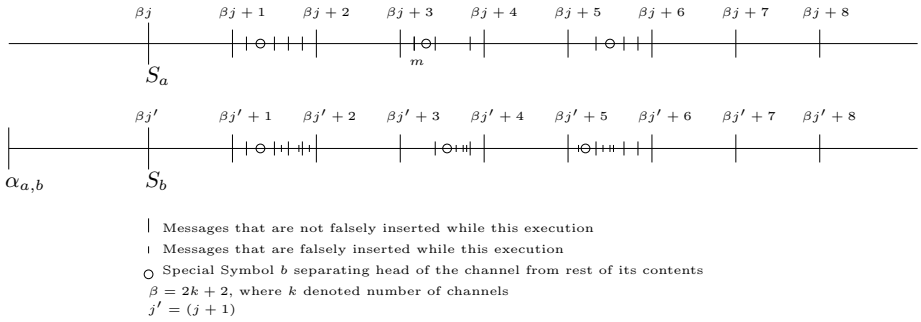 βj βj + 1 βj + 2 βj + 3 βj + 4 βj + 5 βj + 6 βj + 7 βj + 8
m
S_a
βj′ βj′ + 1 βj′ + 2 βj′ + 3 βj′ + 4 βj′ + 5 βj′ + 6 βj′ + 7 βj′ + 8
α_{a,b} S_b
Messages that are not falsely inserted while this execution
Messages that are falsely inserted while this execution
Special Symbol b separating head of the channel from rest of its contents
β = 2k + 2, where k denoted number of channels
j′ = (j + 1)